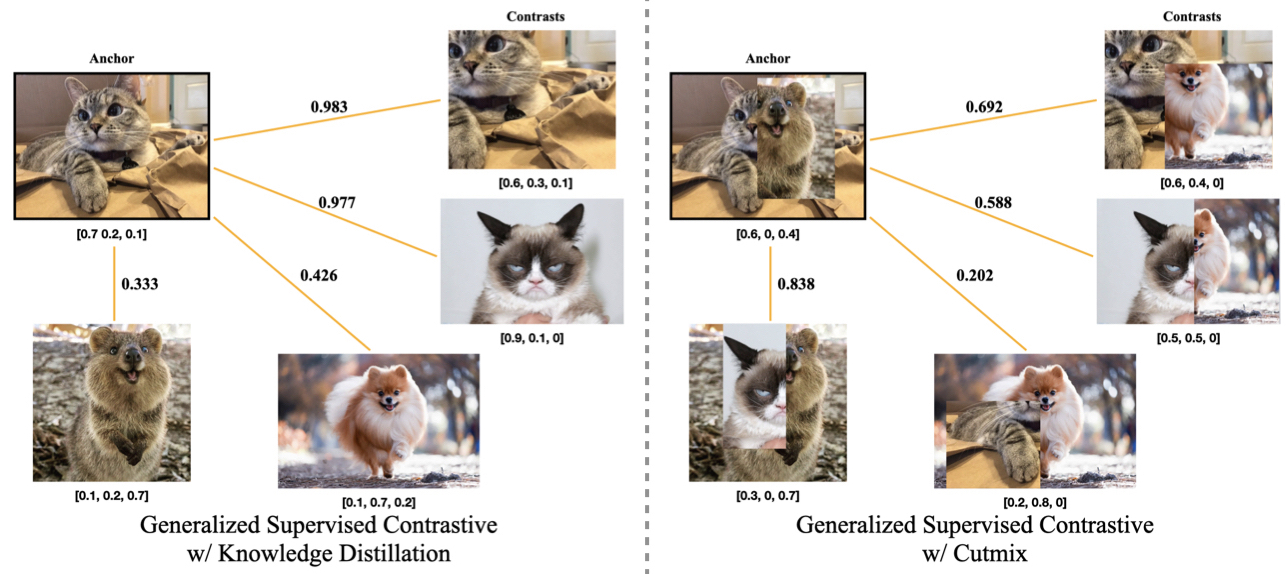 Anchor
Contrasts
0.983
[0.6, 0.3, 0.1]
0.977
[0.7 0.2, 0.1]
0.426
0.333
[0.9, 0.1, 0]
[0.1, 0.2, 0.7]
[0.1, 0.7, 0.2]
Generalized Supervised Contrastive
w/ Knowledge Distillation
Anchor
Contrasts
0.692
[0.6, 0.4, 0]
0.588
[0.6, 0, 0.4]
0.202
0.838
[0.5, 0.5, 0]
[0.3, 0, 0.7]
[0.2, 0.8, 0]
Generalized Supervised Contrastive
w/ Cutmix